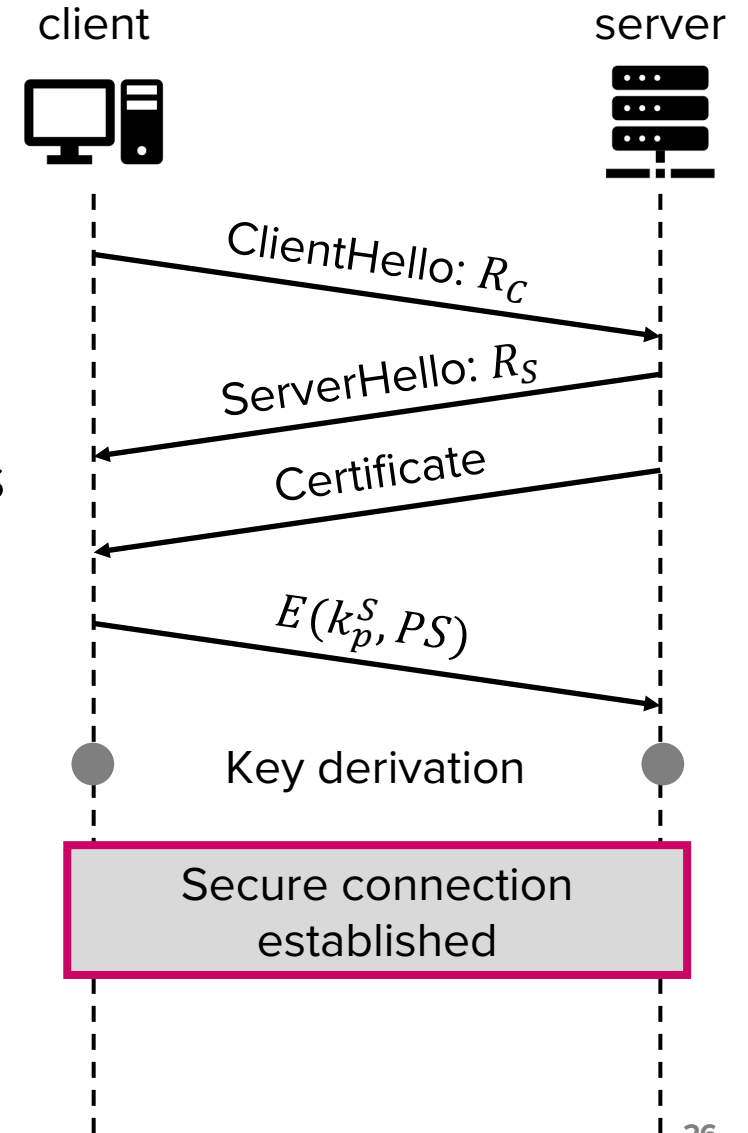 client server
ClientHello: R_C
ServerHello: R_S
s
Certificate
E(k_p^S, PS)
Key derivation
Secure connection
established